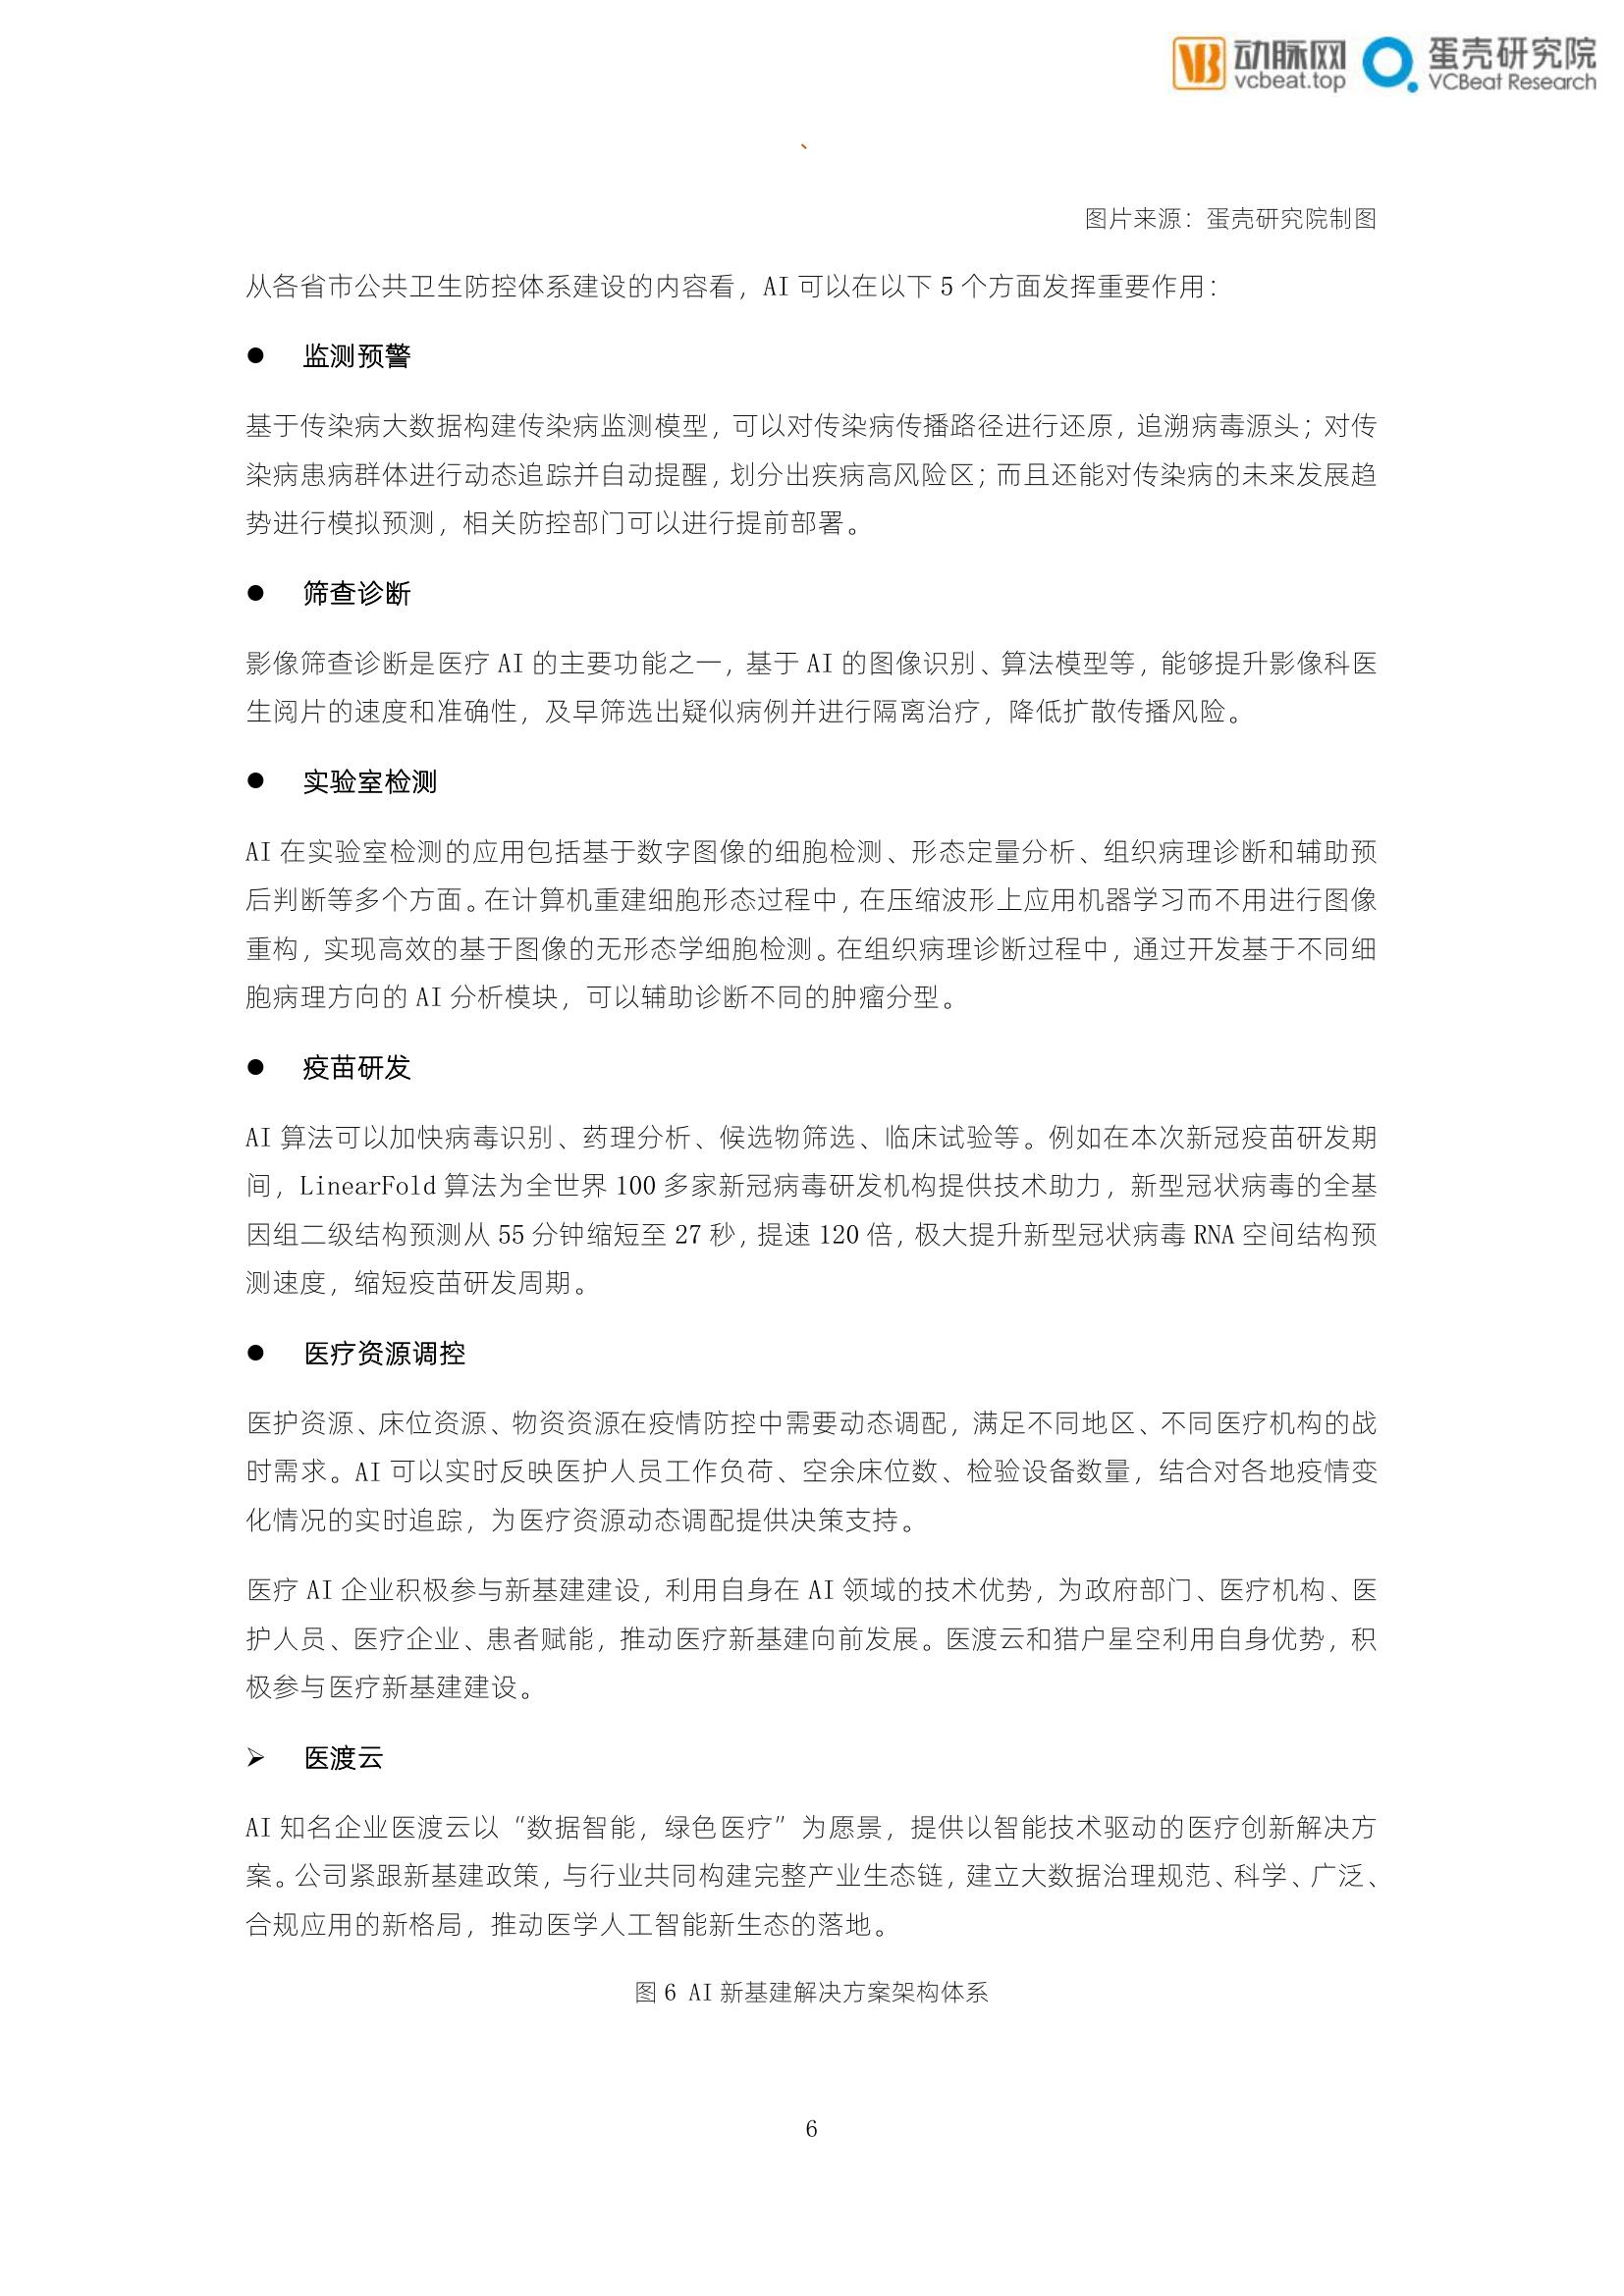 动脉网
vcbeat.top
蛋壳研究院
VCBeat Research
、
图片来源：蛋壳研究院制图
从各省市公共卫生防控体系建设的内容看，AI 可以在以下 5 个方面发挥重要作用：
● 监测预警
基于传染病大数据构建传染病监测模型，可以对传染病传播路径进行还原，追溯病毒源头；对传
染病患病群体进行动态追踪并自动提醒，划分出疾病高风险区；而且还能对传染病的未来发展趋
势进行模拟预测，相关防控部门可以进行提前部署。
● 筛查诊断
影像筛查诊断是医疗 AI 的主要功能之一，基于 AI 的图像识别、算法模型等，能够提升影像科医
生阅片的速度和准确性，及早筛选出疑似病例并进行隔离治疗，降低扩散传播风险。
● 实验室检测
AI 在实验室检测的应用包括基于数字图像的细胞检测、形态定量分析、组织病理诊断和辅助预
后判断等多个方面。在计算机重建细胞形态过程中，在压缩波形上应用机器学习而不用进行图像
重构，实现高效的基于图像的无形态学细胞检测。在组织病理诊断过程中，通过开发基于不同细
胞病理方向的 AI 分析模块，可以辅助诊断不同的肿瘤分型。
● 疫苗研发
AI 算法可以加快病毒识别、药理分析、候选物筛选、临床试验等。例如在本次新冠疫苗研发期
间，LinearFold 算法为全世界 100 多家新冠病毒研发机构提供技术助力，新型冠状病毒的全基
因组二级结构预测从 55 分钟缩短至 27 秒，提速 120 倍，极大提升新型冠状病毒 RNA 空间结构预
测速度，缩短疫苗研发周期。
● 医疗资源调控
医护资源、床位资源、物资资源在疫情防控中需要动态调配，满足不同地区、不同医疗机构的战
时需求。AI 可以实时反映医护人员工作负荷、空余床位数、检验设备数量，结合对各地疫情变
化情况的实时追踪，为医疗资源动态调配提供决策支持。
医疗 AI 企业积极参与新基建建设，利用自身在 AI 领域的技术优势，为政府部门、医疗机构、医
护人员、医疗企业、患者赋能，推动医疗新基建向前发展。医渡云和猎户星空利用自身优势，积
极参与医疗新基建建设。
➢ 医渡云
AI 知名企业医渡云以“数据智能，绿色医疗”为愿景，提供以智能技术驱动的医疗创新解决方
案。公司紧跟新基建政策，与行业共同构建完整产业生态链，建立大数据治理规范、科学、广泛、
合规应用的新格局，推动医学人工智能新生态的落地。
图 6 AI 新基建解决方案架构体系
6